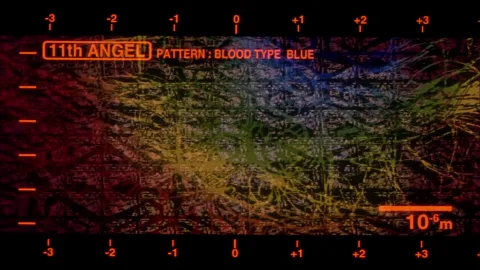 -3 -2 -1 0 +1 +2 +3
11th ANGEL PATTERN : BLOOD TYPE BLUE
10⁻⁶m
-3 -2 -1 0 +1 +2 +3